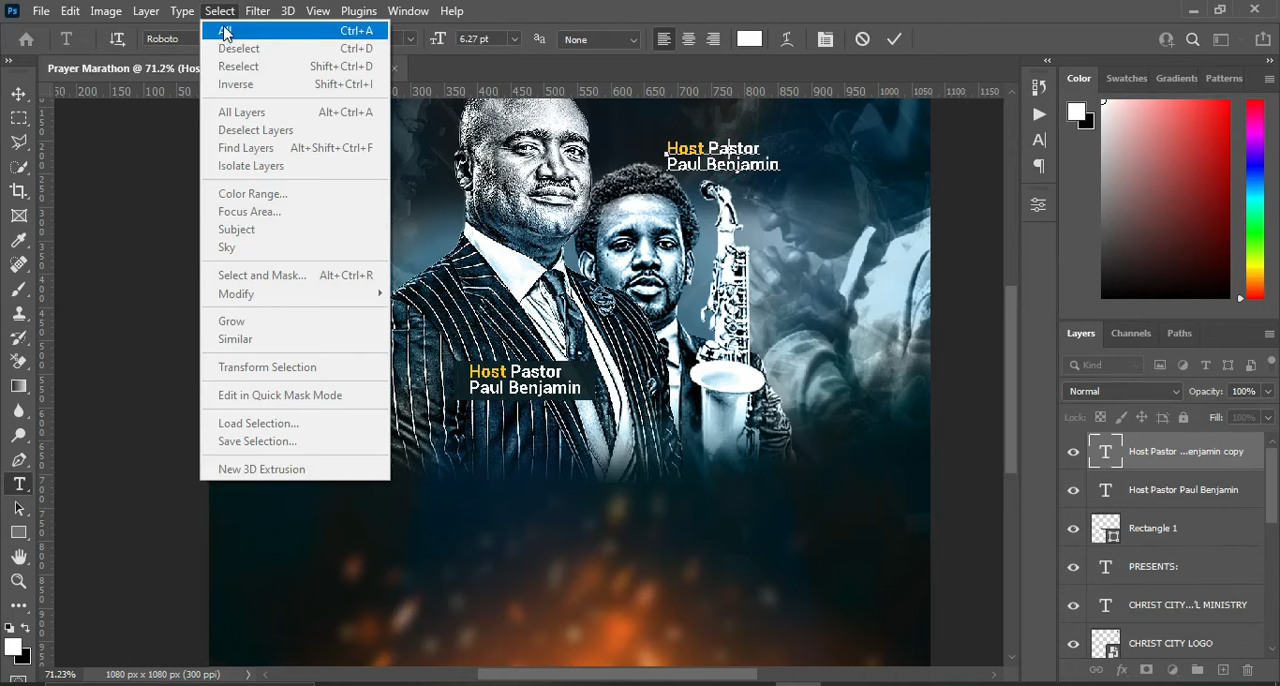 Ps File Edit Image Layer Type Select Filter 3D View Plugins Window Help
T Roboto 6.27 pt aa None
Prayer Marathon @ 71.2% (Hos
All Ctrl+A
Deselect Ctrl+D
Reselect Shift+Ctrl+D
Inverse Shift+Ctrl+I
All Layers Alt+Ctrl+A
Deselect Layers
Find Layers Alt+Shift+Ctrl+F
Isolate Layers
Color Range...
Focus Area...
Subject
Sky
Select and Mask... Alt+Ctrl+R
Modify
Grow
Similar
Transform Selection
Edit in Quick Mask Mode
Load Selection...
Save Selection...
New 3D Extrusion
200 150 100 50 300 350 400 450 500 550 600 650 700 750 800 850 900 950 1000 1050 1100 1150
Host Pastor
Paul Benjamin
Host Pastor
Paul Benjamin
Color Swatches Gradients Patterns
Layers Channels Paths
Kind
Normal Opacity: 100%
Lock: Fill: 100%
Host Pastor ...enjamin copy
Host Pastor Paul Benjamin
Rectangle 1
PRESENTS:
CHRIST CITY...'L MINISTRY
CHRIST CITY LOGO
71.23% 1080 px x 1080 px (300 ppi)